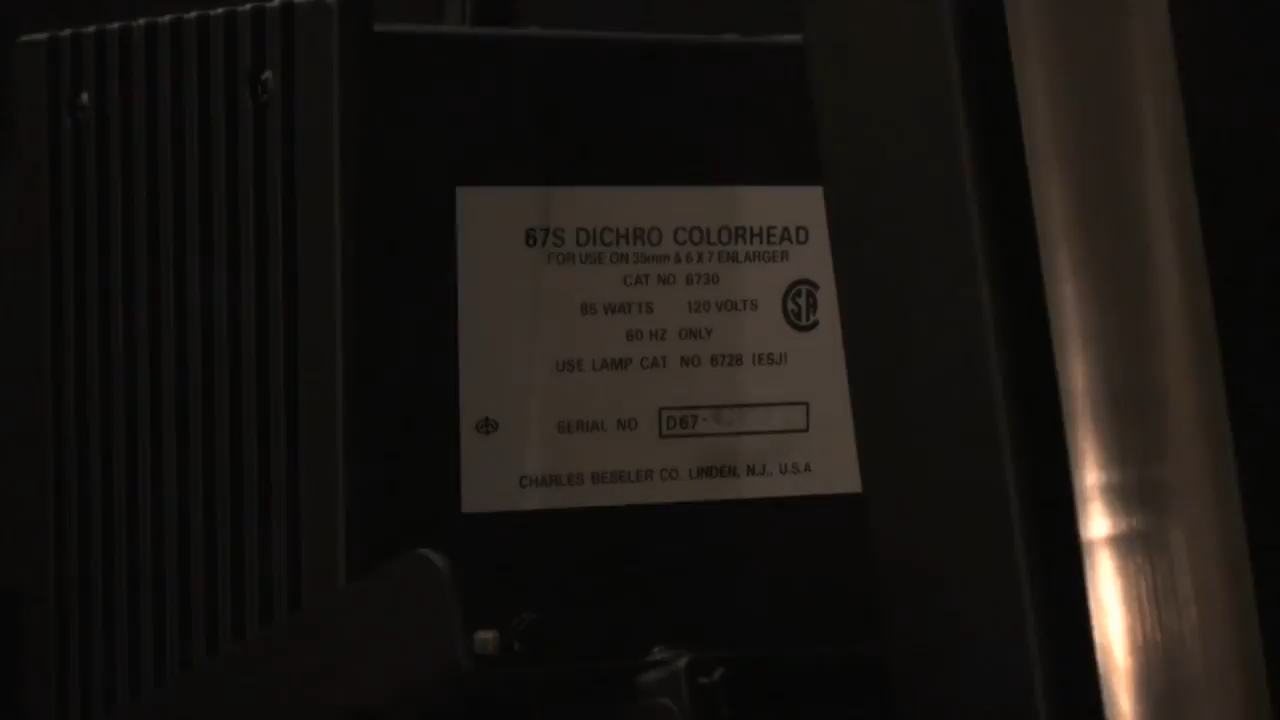 67S DICHRO COLORHEAD
FOR USE ON 35mm & 6 X 7 ENLARGER
CAT NO 6730
85 WATTS 120 VOLTS
SA
60 HZ ONLY
USE LAMP CAT NO. 6728 (ESJ)
SERIAL NO D67-
CHARLES BESELER CO. LINDEN, N.J., U.S.A